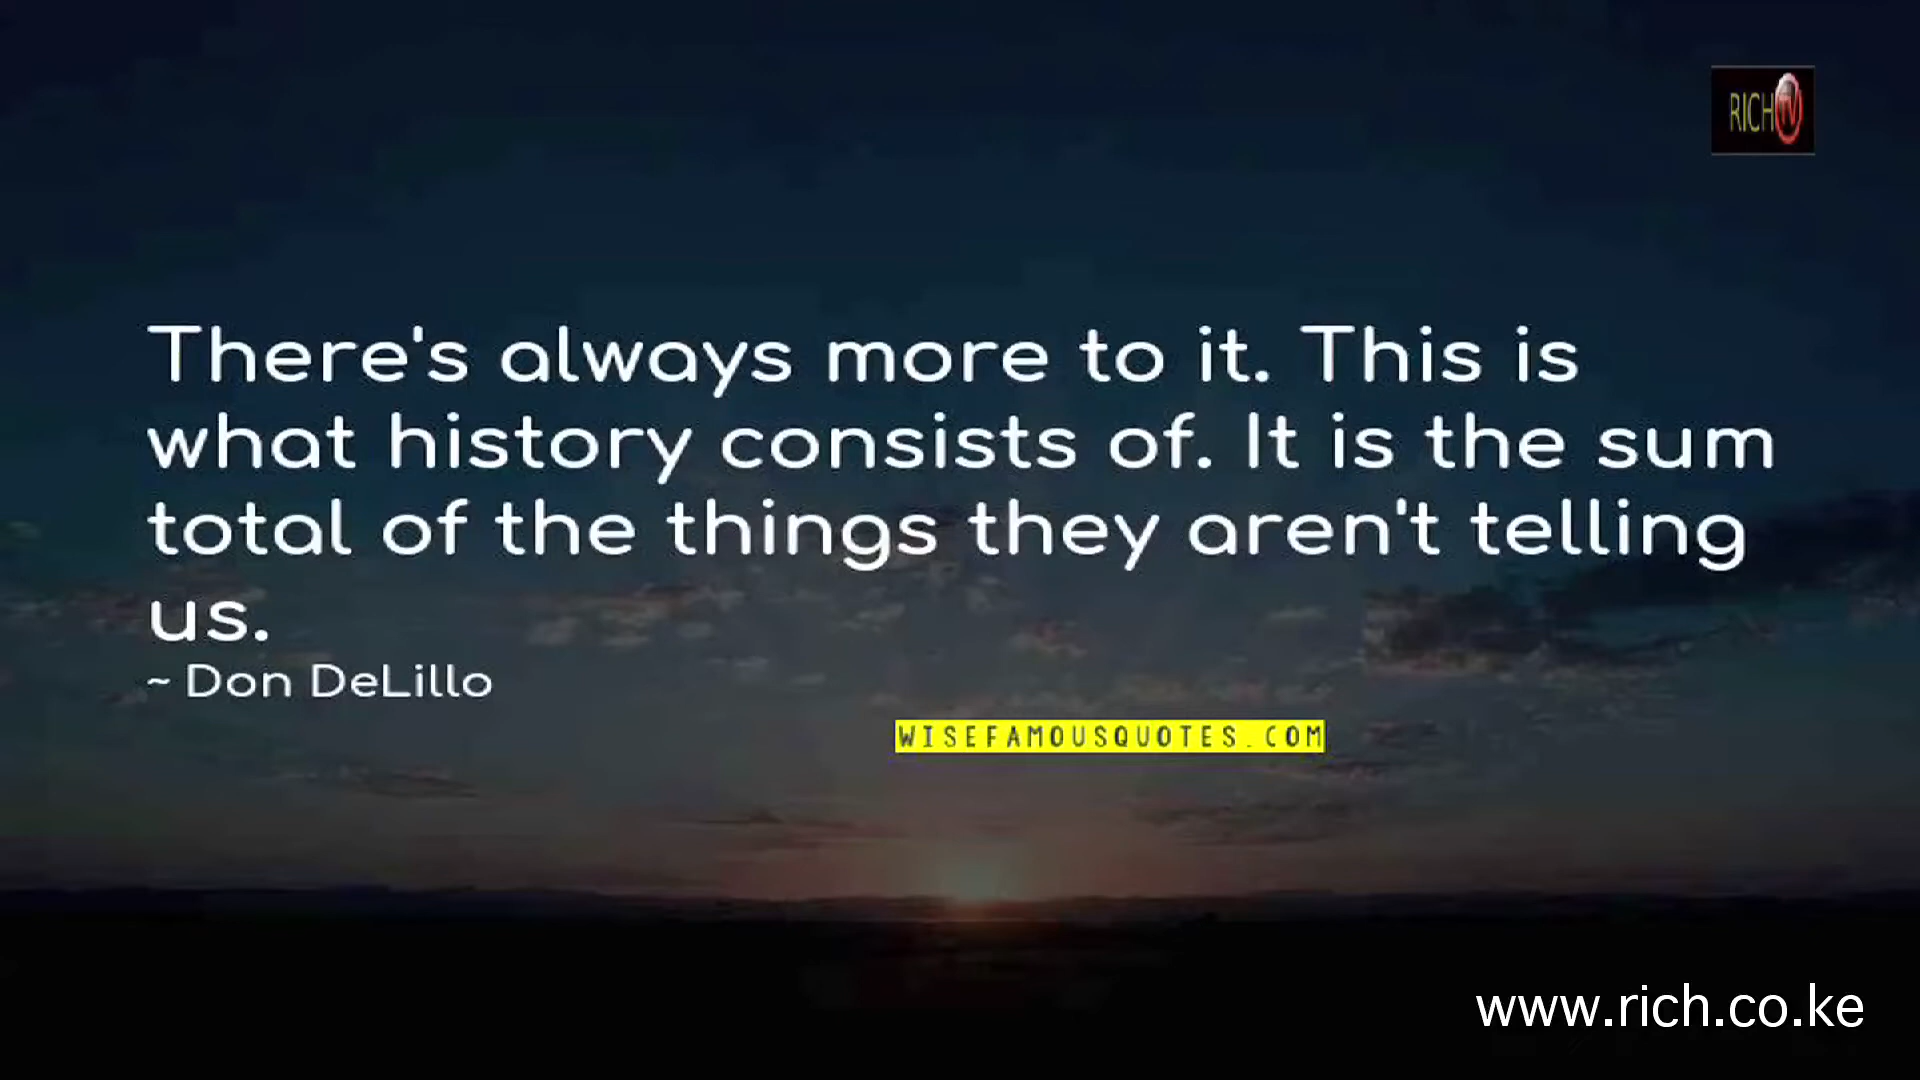 RICH TV
There's always more to it. This is
what history consists of. It is the sum
total of the things they aren't telling
us.
~ Don DeLillo
WISEFAMOUSQUOTES.COM
www.rich.co.ke